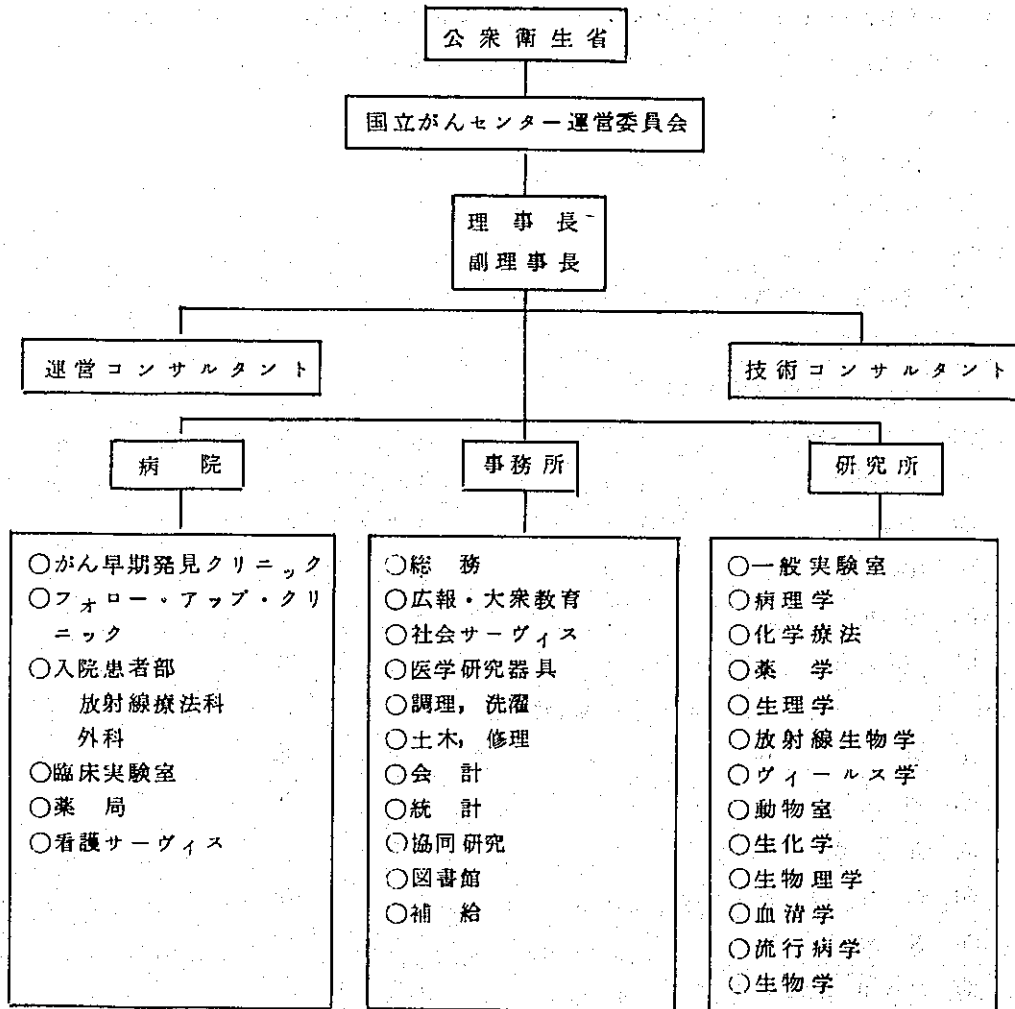 公衆衛生省
国立がんセンター運営委員会
理事長
副理事長
運営コンサルタント
技術コンサルタント
病院
事務所
研究所
○がん早期発見クリニック
○フォロー・アップ・クリ
ニック
○入院患者部
放射線療法科
外科
○臨床実験室
○薬局
○看護サーヴィス
○総務
○広報・大衆教育
○社会サーヴィス
○医学研究器具
○調理，洗濯
○土木，修理
○会計
○統計
○協同研究
○図書館
○補給
○一般実験室
○病理学
○化学療法
○薬学
○生理学
○放射線生物学
○ヴィールス学
○動物室
○生化学
○生物理学
○血清学
○流行病学
○生物学